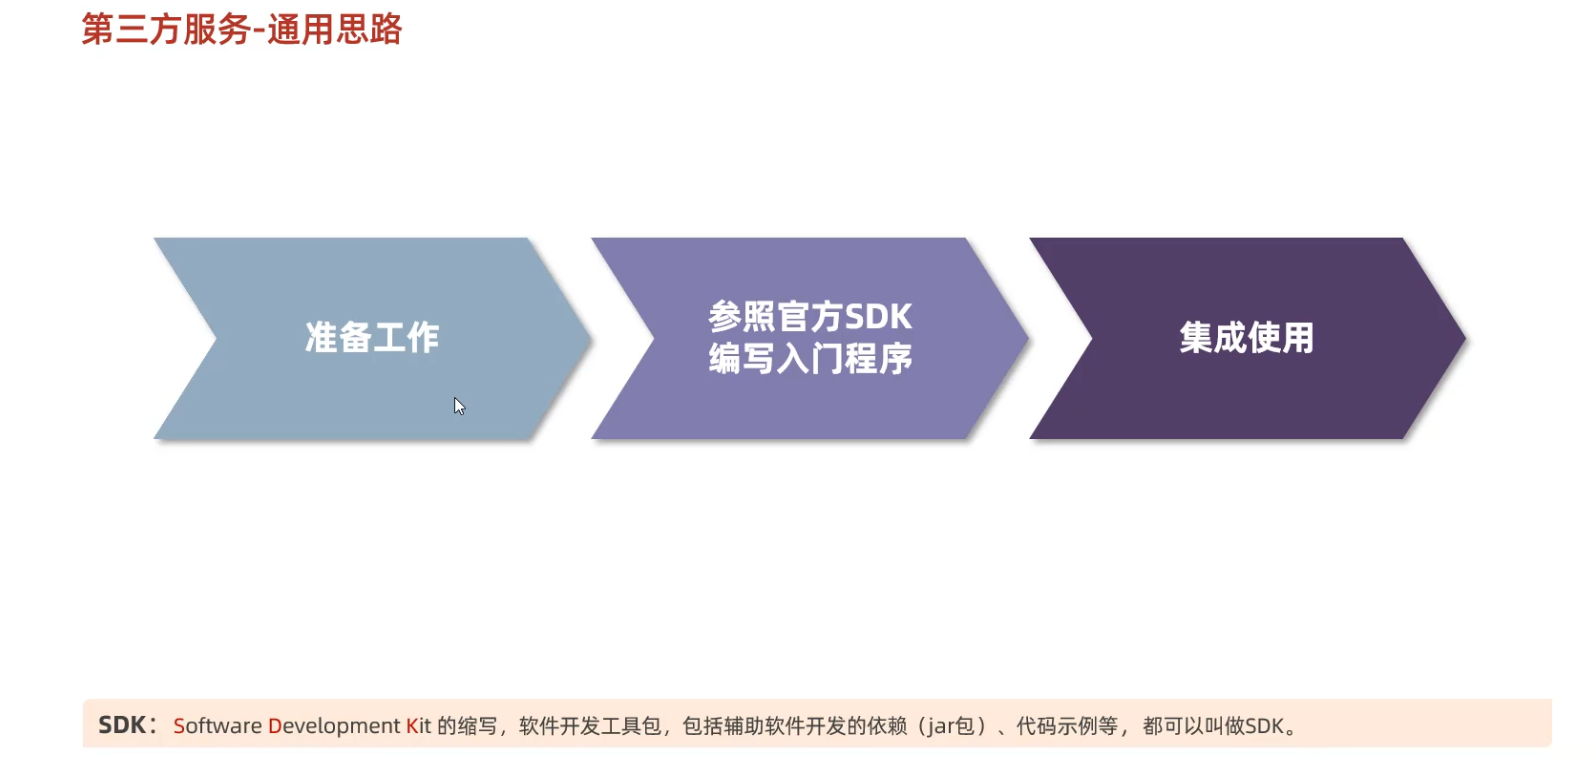 第三方服务-通用思路
准备工作
参照官方SDK
编写入门程序
集成使用
SDK：Software Development Kit 的缩写，软件开发工具包，包括辅助软件开发的依赖（jar包）、代码示例等，都可以叫做SDK。